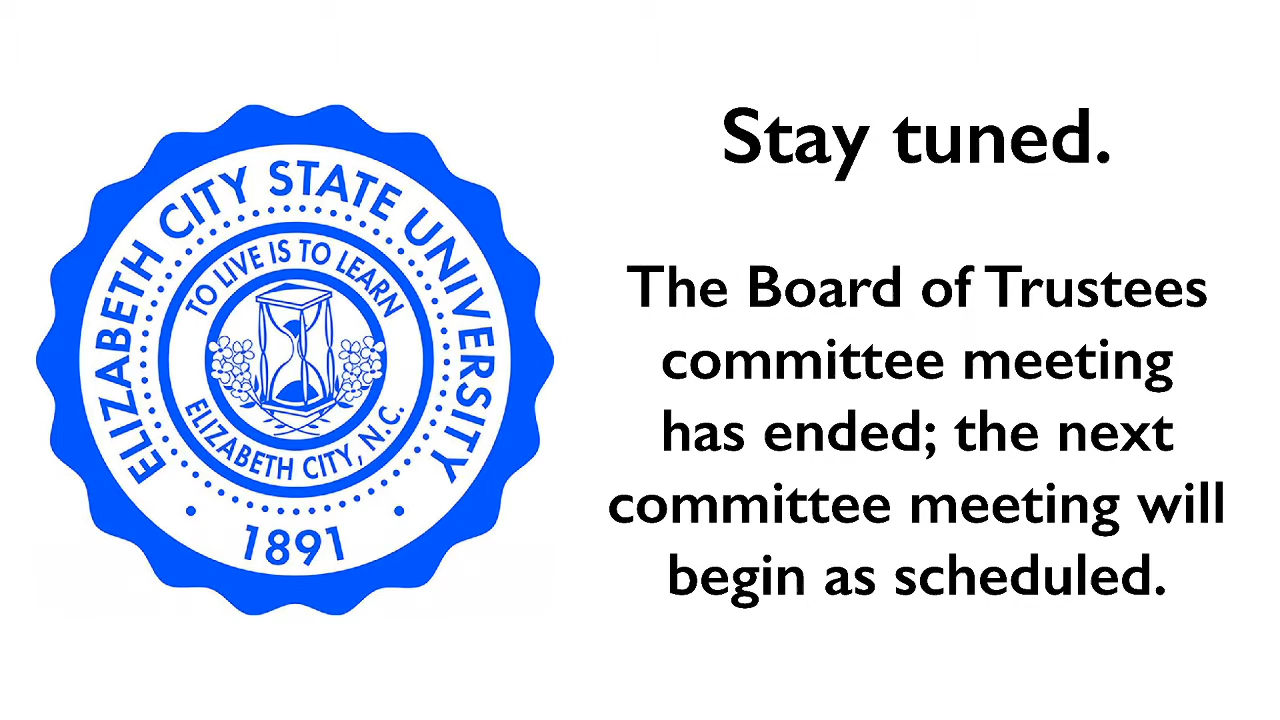 ELIZABETH CITY STATE UNIVERSITY
TO LIVE IS TO LEARN
ELIZABETH CITY, N.C.
1891
Stay tuned.
The Board of Trustees
committee meeting
has ended; the next
committee meeting will
begin as scheduled.